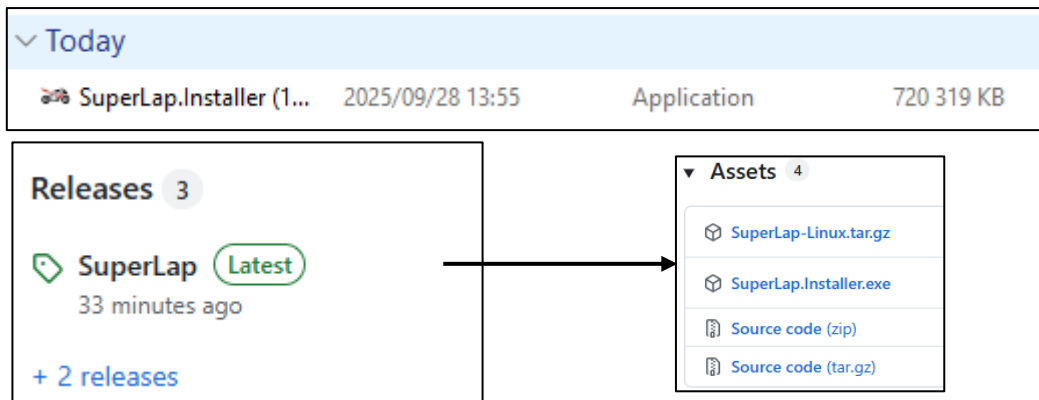 Today
SuperLap.Installer (1... 2025/09/28 13:55 Application 720 319 KB
Releases 3
SuperLap Latest
33 minutes ago
+ 2 releases
Assets 4
SuperLap-Linux.tar.gz
SuperLap.Installer.exe
Source code (zip)
Source code (tar.gz)